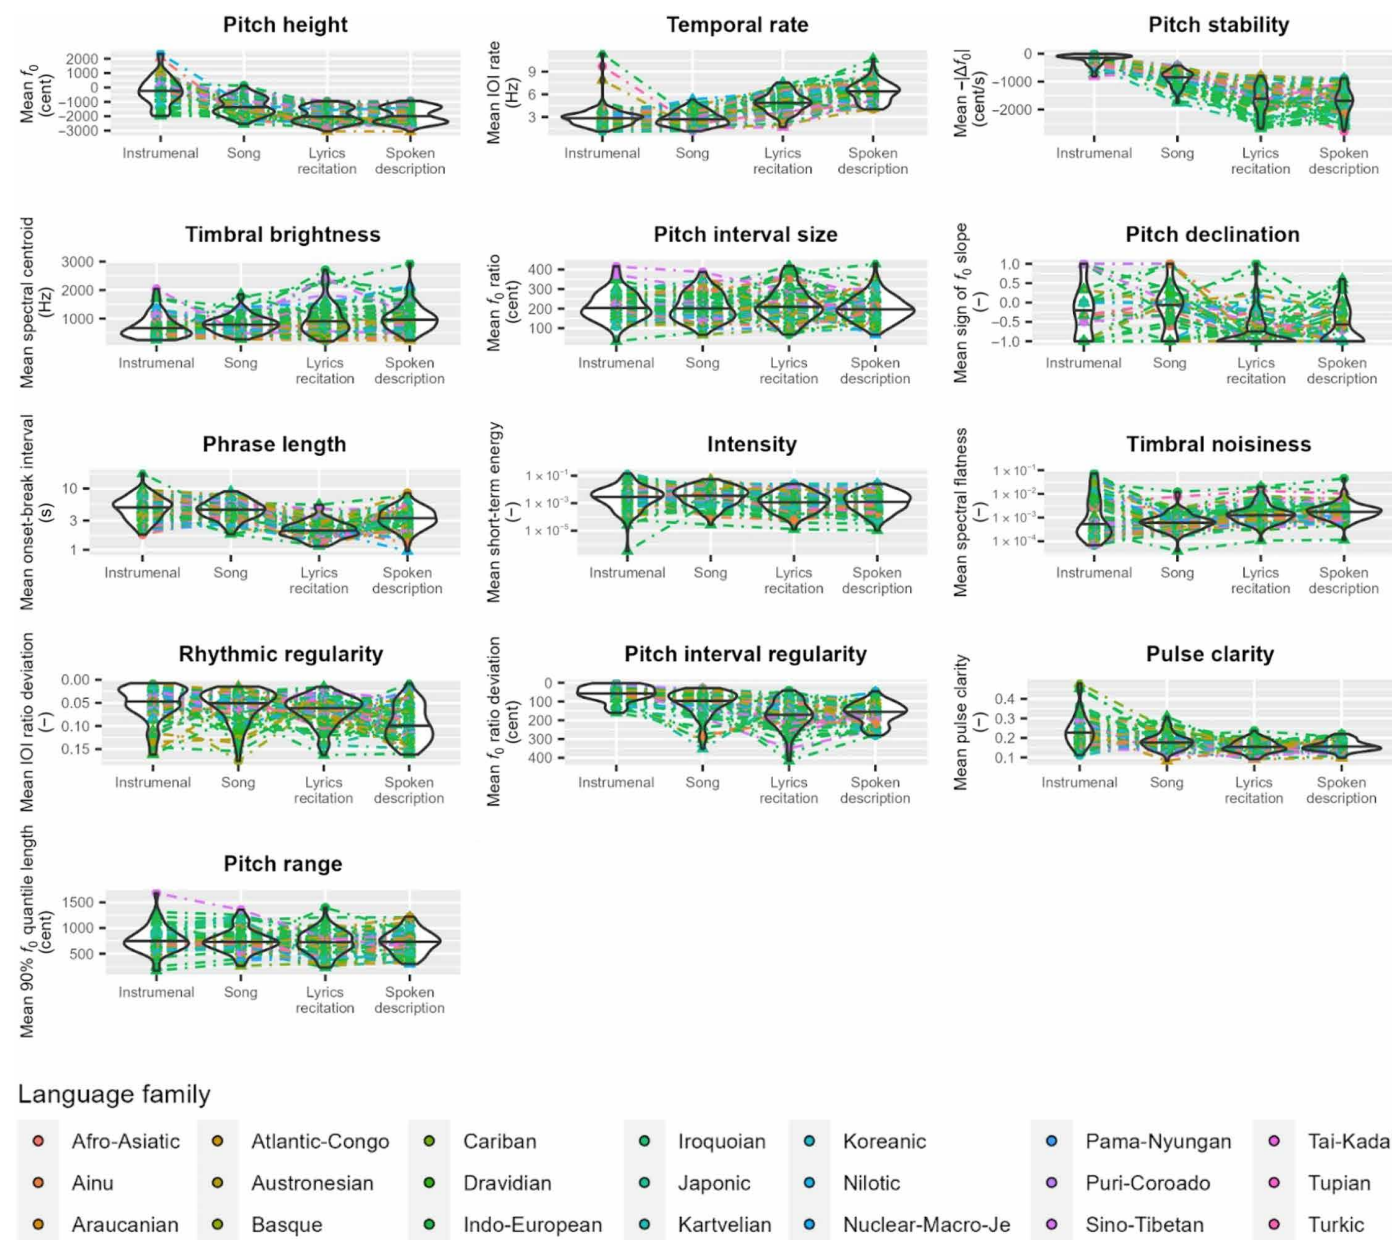 Pitch height
Mean f0
(cent)
2000
1000
0
−1000
−2000
−3000
Instrumenal
Song
Lyrics
recitation
Spoken
description
Temporal rate
Mean IOI rate
(Hz)
9
6
3
Instrumenal
Song
Lyrics
recitation
Spoken
description
Pitch stability
Mean −|Δf0|
(cent/s)
0
−1000
−2000
Instrumenal
Song
Lyrics
recitation
Spoken
description
Timbral brightness
Mean spectral centroid
(Hz)
3000
2000
1000
Instrumenal
Song
Lyrics
recitation
Spoken
description
Pitch interval size
Mean f0 ratio
(cent)
400
300
200
100
Instrumenal
Song
Lyrics
recitation
Spoken
description
Pitch declination
Mean sign of f0 slope
(−)
1.0
0.5
0.0
−0.5
−1.0
Instrumenal
Song
Lyrics
recitation
Spoken
description
Phrase length
Mean onset-break interval
(s)
10
3
1
Instrumenal
Song
Lyrics
recitation
Spoken
description
Intensity
Mean short-term energy
(−)
1 × 10−1
1 × 10−3
1 × 10−5
Instrumenal
Song
Lyrics
recitation
Spoken
description
Timbral noisiness
Mean spectral flatness
(−)
1 × 10−1
1 × 10−2
1 × 10−3
1 × 10−4
Instrumenal
Song
Lyrics
recitation
Spoken
description
Rhythmic regularity
Mean IOI ratio deviation
(−)
0.00
0.05
0.10
0.15
Instrumenal
Song
Lyrics
recitation
Spoken
description
Pitch interval regularity
Mean f0 ratio deviation
(cent)
0
100
200
300
400
Instrumenal
Song
Lyrics
recitation
Spoken
description
Pulse clarity
Mean pulse clarity
(−)
0.4
0.3
0.2
0.1
Instrumenal
Song
Lyrics
recitation
Spoken
description
Pitch range
Mean 90% f0 quantile length
(cent)
1500
1000
500
Instrumenal
Song
Lyrics
recitation
Spoken
description
Language family
Afro-Asiatic
Atlantic-Congo
Cariban
Iroquoian
Koreanic
Pama-Nyungan
Tai-Kada
Ainu
Austronesian
Dravidian
Japonic
Nilotic
Puri-Coroado
Tupian
Araucanian
Basque
Indo-European
Kartvelian
Nuclear-Macro-Je
Sino-Tibetan
Turkic